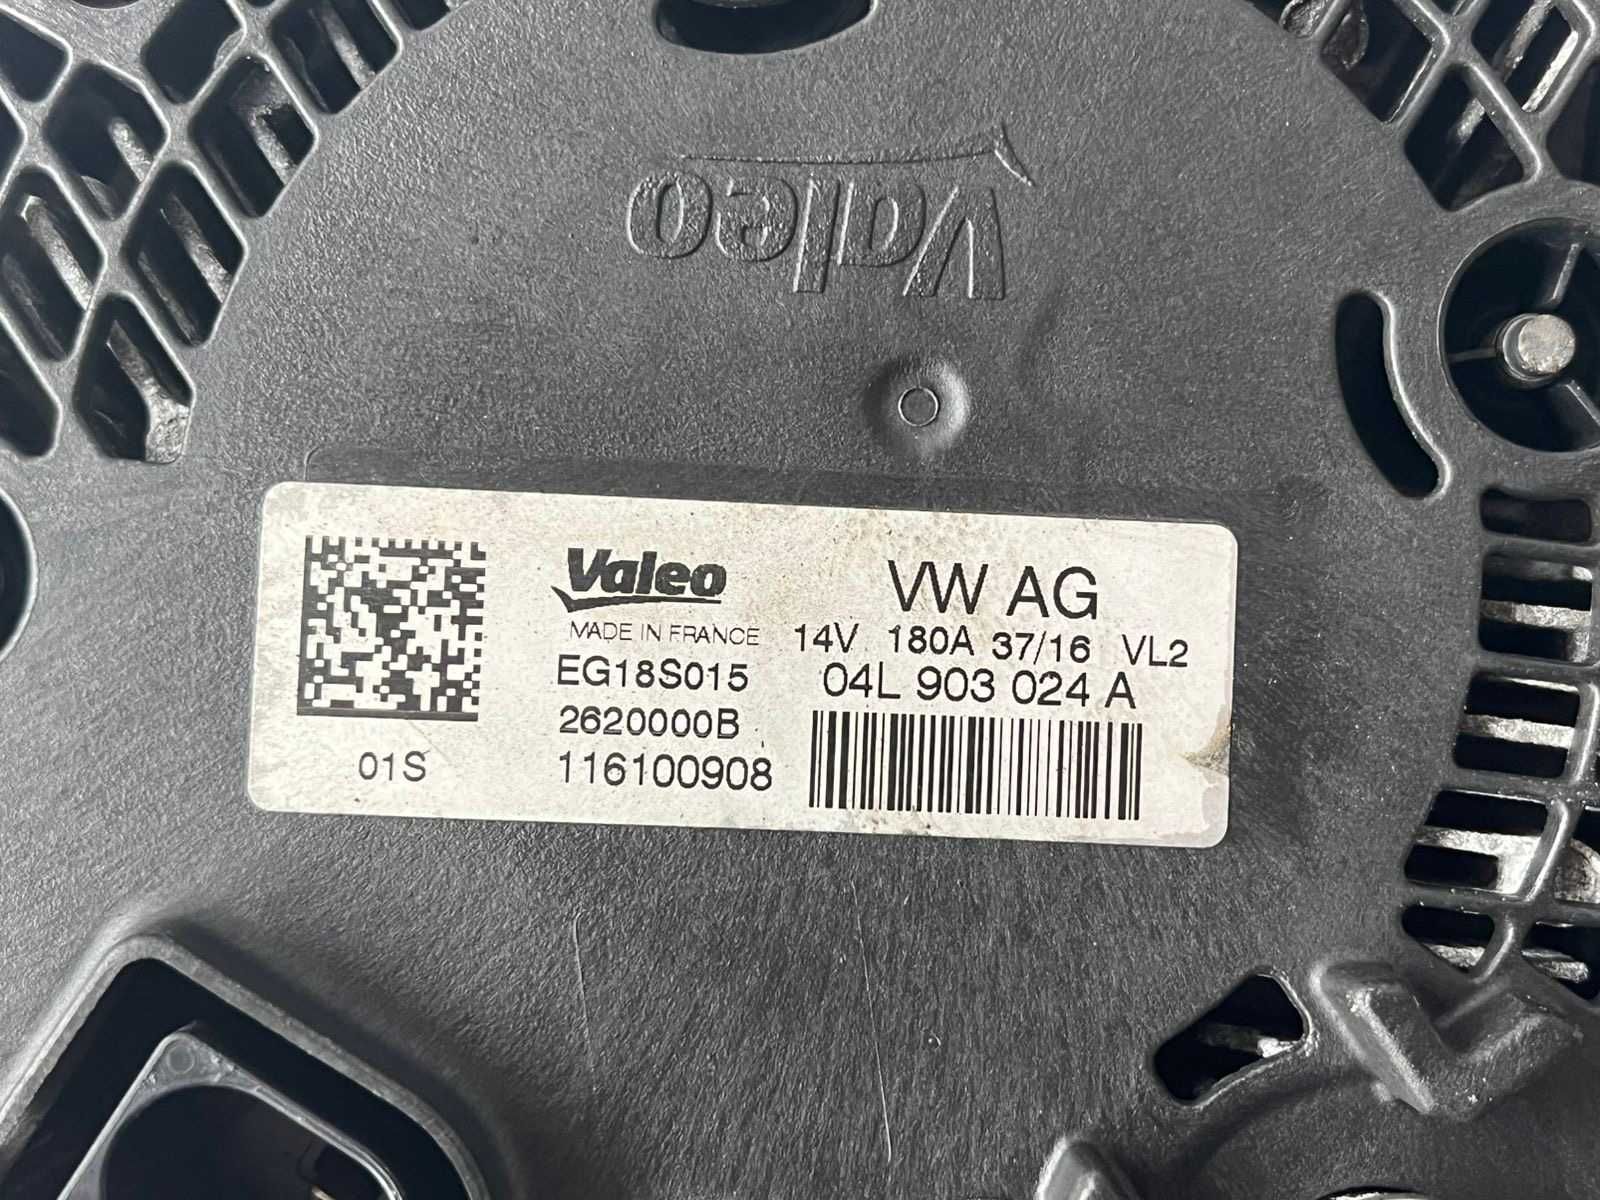 Valeo
Valeo
MADE IN FRANCE
EG18S015
2620000B
116100908
01S
VW AG
14V 180A 37/16 VL2
04L 903 024 A